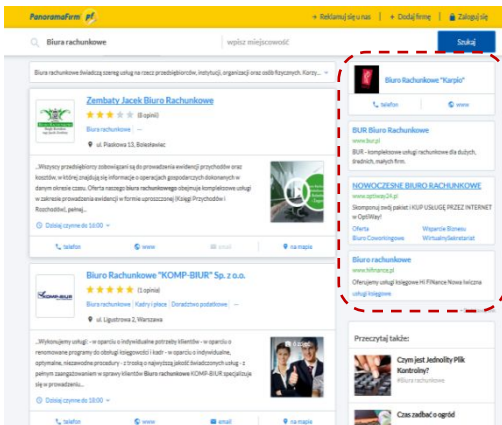 PanoramaFirm pf.
+ Reklamuj się u nas
+ Dodaj firmę
Zaloguj się
Biura rachunkowe
wpisz miejscowość
Szukaj
Biura rachunkowe świadczą szereg usług na rzecz przedsiębiorców, instytucji, organizacji oraz osób fizycznych. Korzy...
Zembaty Jacek Biuro Rachunkowe
(8 opinii)
Biura rachunkowe ...
ul. Piaskowa 13, Bolesławiec
...Wszyscy przedsiębiorcy zobowiązani są do prowadzenia ewidencji przychodów oraz
kosztów, w której znajdują się informacje o operacjach gospodarczych dokonanych w
danym okresie czasu. Oferta naszego biura rachunkowego obejmuje kompleksowe usługi
w zakresie prowadzenia ewidencji w formie uproszczonej (Księgi Przychodów i
Rozchodów), pełnej...
Dzisiaj czynne do 18:00
telefon
www
email
na mapie
Biuro Rachunkowe "KOMP-BIUR" Sp. z o.o.
KOMP-BIUR
(1 opinia)
Biura rachunkowe | Kadry i płace | Doradztwo podatkowe ...
ul. Ligustrowa 2, Warszawa
...Wykonujemy usługi: - w oparciu o indywidualne potrzeby klientów - w oparciu o
renomowane programy do obsługi księgowości i kadr - w oparciu o indywidualne,
optymalne, niezawodne procedury - z troską o najwyższą jakość świadczonych usług - z
pełnym zaangażowaniem w sprawy klientów Biuro rachunkowe KOMP-BIUR specjalizuje
się w prowadzeniu...
Dzisiaj czynne do 18:00
telefon
www
email
na mapie
Biuro Rachunkowe "Karpio"
telefon
www
BUR Biuro Rachunkowe
www.bur.pl
BUR - kompleksowe usługi rachunkowe dla dużych,
średnich, małych firm.
NOWOCZESNE BIURO RACHUNKOWE
www.optiway24.pl
Skomponuj swój pakiet i KUP USŁUGĘ PRZEZ INTERNET
w OptiWay!
Oferta
Wsparcie Biznesu
Biuro Coworkingowe
Wirtualny Sekretariat
Biuro rachunkowe
www.hifinance.pl
Oferujemy usługi księgowe HI FINance Nowa Iwiczna
usługi księgowe
Przeczytaj także:
Czym jest Jednolity Plik
Kontrolny?
#Biura rachunkowe
Czas zadbać o ogród